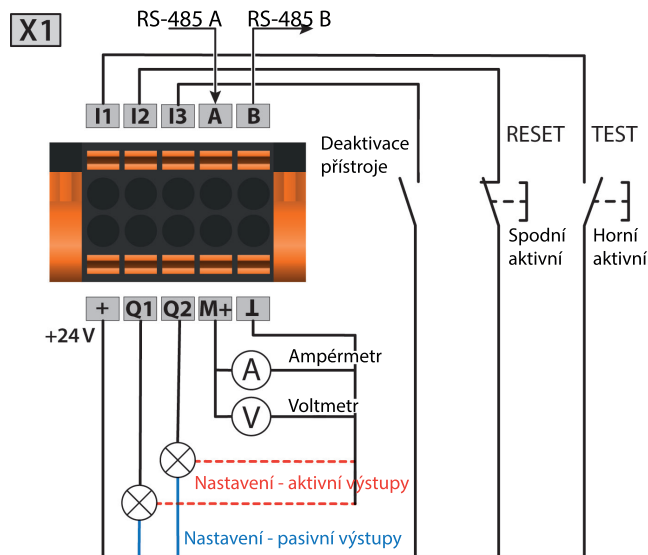 X1
RS-485 A
RS-485 B
I1 I2 I3 A B
Deaktivace
přístroje
RESET
TEST
Spodní
aktivní
Horní
aktivní
+ Q1 Q2 M+ ⊥
+24 V
A
Ampérmetr
V
Voltmetr
Nastavení - aktivní výstupy
Nastavení - pasivní výstupy